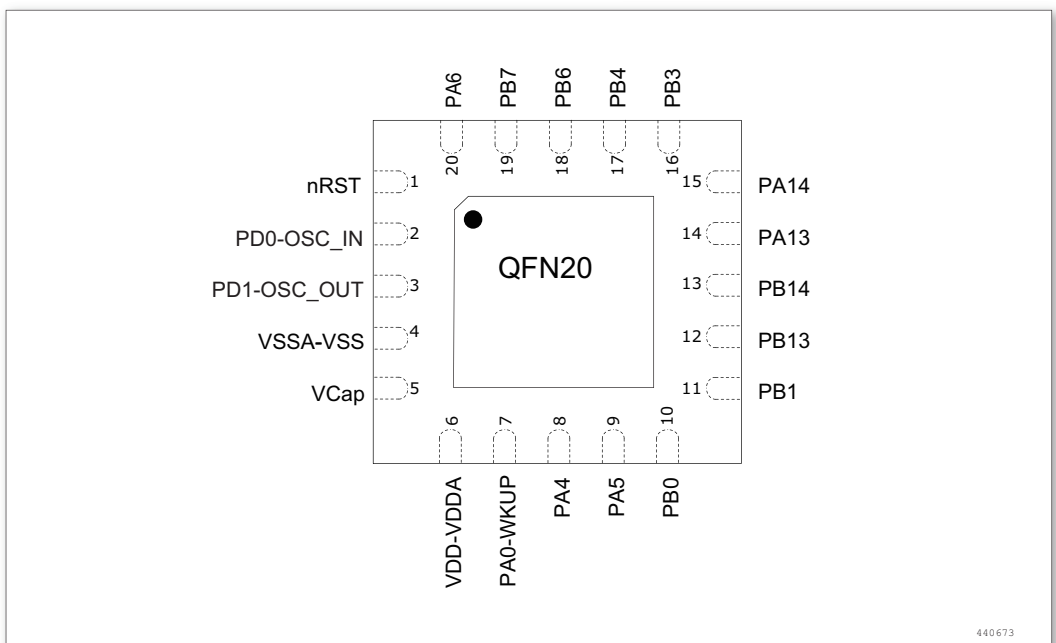 PA6
PB7
PB6
PB4
PB3
20
19
18
17
16
nRST
1
15
PA14
PD0-OSC_IN
2
14
PA13
PD1-OSC_OUT
3
13
PB14
VSSA-VSS
4
12
PB13
VCap
5
11
PB1
QFN20
6
7
8
9
10
VDD-VDDA
PA0-WKUP
PA4
PA5
PB0
440673